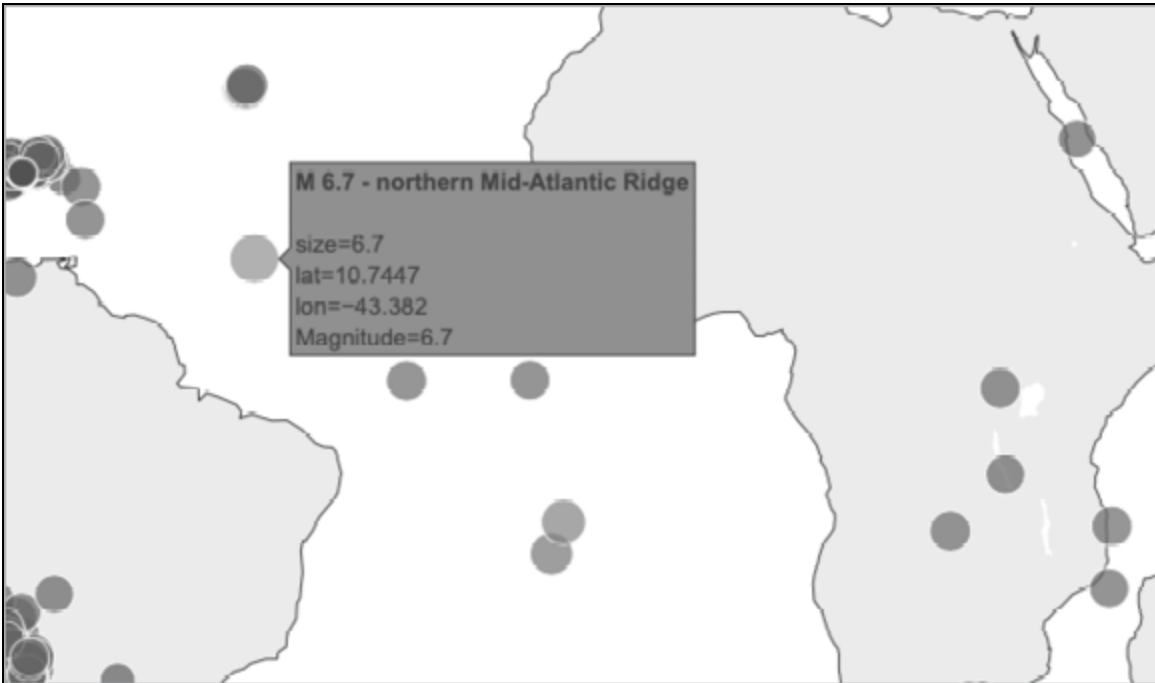 M 6.7 - northern Mid-Atlantic Ridge
size=6.7
lat=10.7447
lon=−43.382
Magnitude=6.7